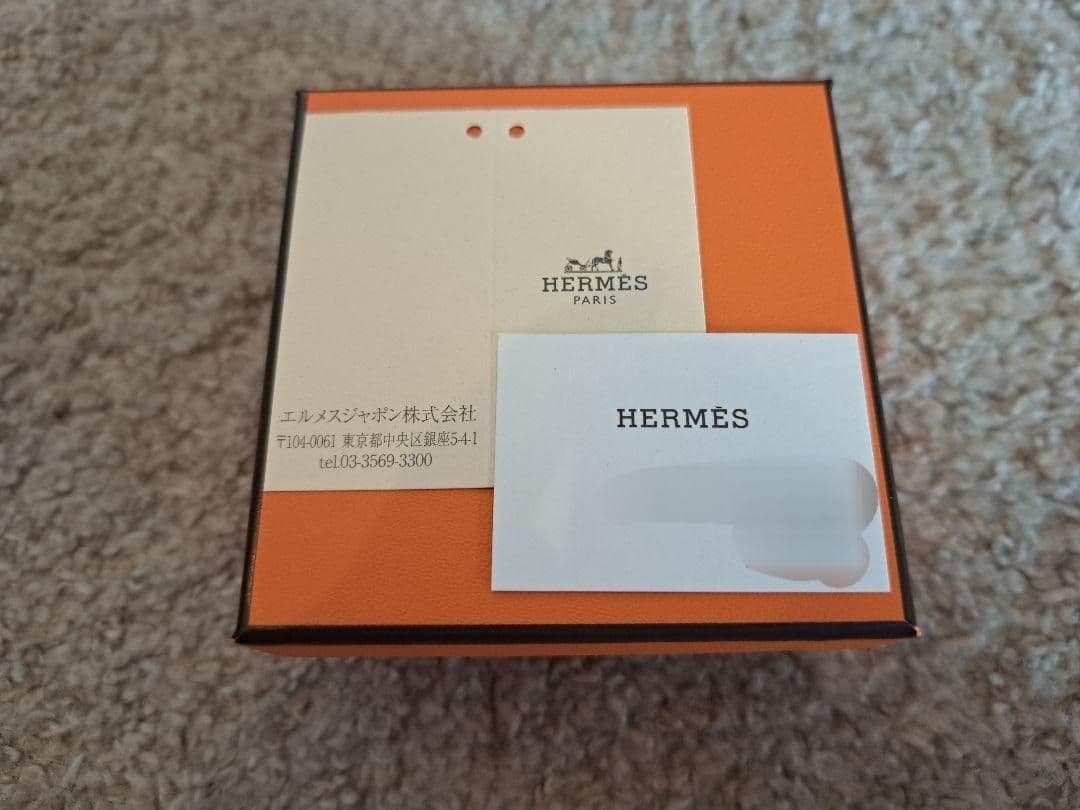 HERMÈS
PARIS
エルメスジャポン株式会社
〒104-0061 東京都中央区銀座5-4-1
tel.03-3569-3300
HERMÈS